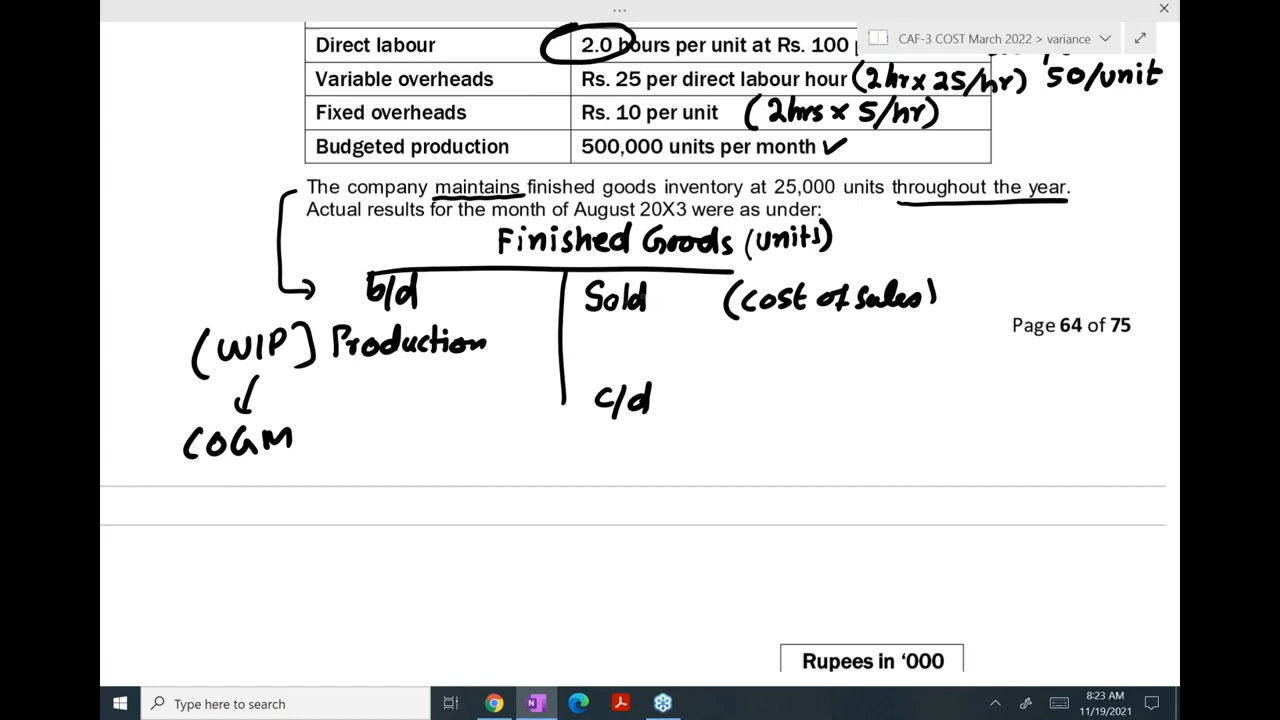 CAF-3 COST March 2022 > variance
Direct labour 2.0 hours per unit at Rs. 100
Variable overheads Rs. 25 per direct labour hour (2hr x 25/hr) 50/unit
Fixed overheads Rs. 10 per unit (2hrs x 5/hr)
Budgeted production 500,000 units per month ✓
The company maintains finished goods inventory at 25,000 units throughout the year.
Actual results for the month of August 20X3 were as under:
Finished Goods (units)
b/d Sold (cost of sales)
(WIP) Production
Page 64 of 75
c/d
COGM
Rupees in ‘000
Type here to search
8:23 AM
11/19/2021